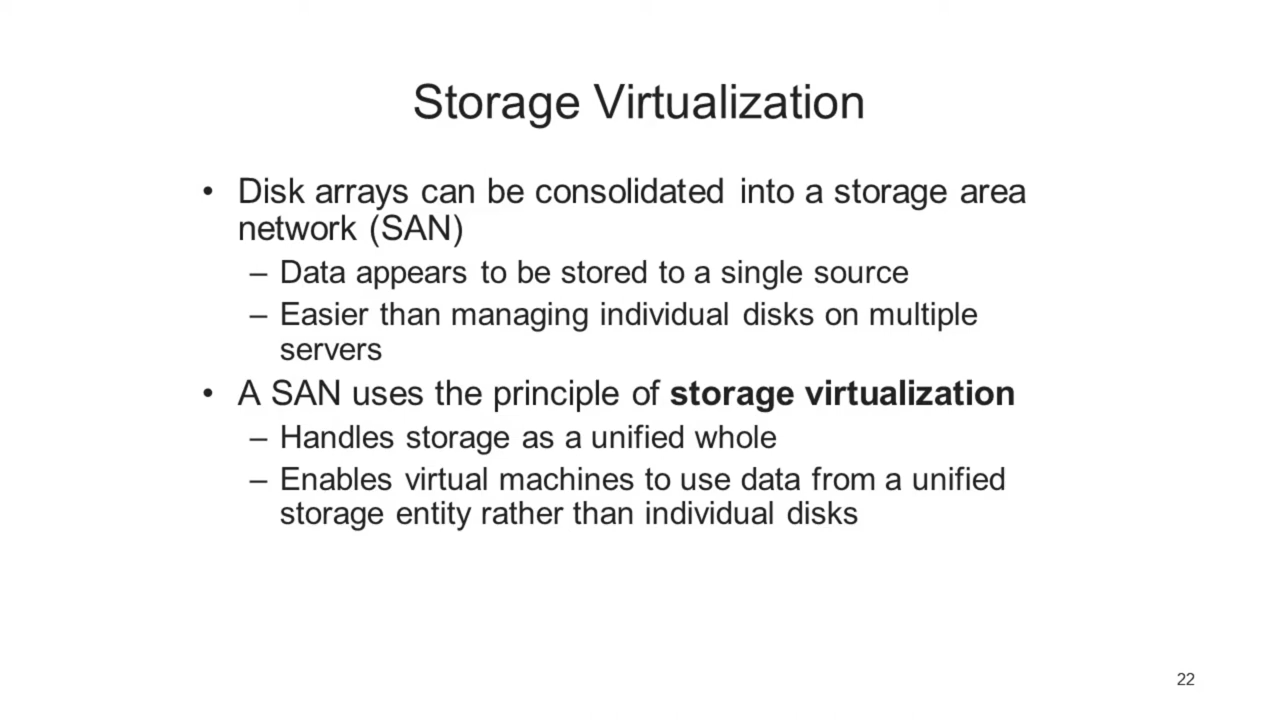 Storage Virtualization
• Disk arrays can be consolidated into a storage area
network (SAN)
– Data appears to be stored to a single source
– Easier than managing individual disks on multiple
servers
• A SAN uses the principle of storage virtualization
– Handles storage as a unified whole
– Enables virtual machines to use data from a unified
storage entity rather than individual disks
22